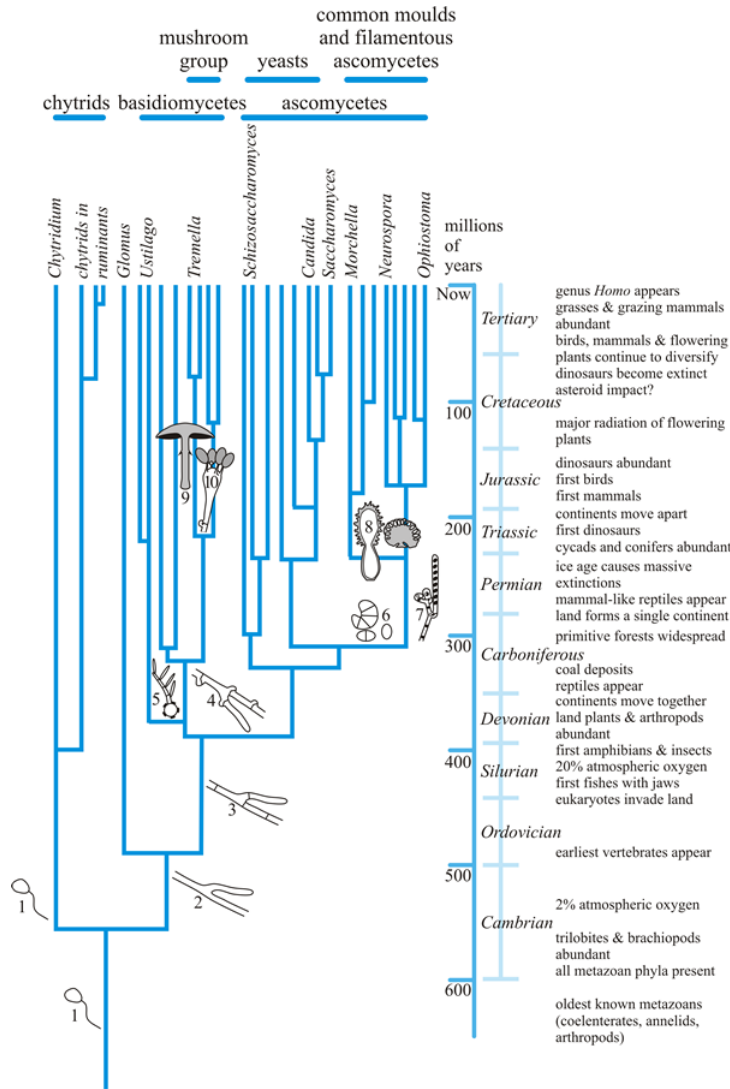 common moulds
and filamentous
ascomycetes
mushroom
group
yeasts
chytrids
basidiomycetes
ascomycetes
Chytridium
chytrids in
ruminants
Glomus
Ustilago
Tremella
Schizosaccharomyces
Candida
Saccharomyces
Morchella
Neurospora
Ophiostoma
millions
of
years
Now
genus Homo appears
grasses & grazing mammals
abundant
Tertiary
birds, mammals & flowering
plants continue to diversify
dinosaurs become extinct
asteroid impact?
100
Cretaceous
major radiation of flowering
plants
9
10
dinosaurs abundant
first birds
first mammals
Jurassic
200
continents move apart
first dinosaurs
cycads and conifers abundant
Triassic
8
ice age causes massive
extinctions
mammal-like reptiles appear
land forms a single continent
Permian
6
7
300
primitive forests widespread
Carboniferous
coal deposits
reptiles appear
continents move together
land plants & arthropods
abundant
Devonian
5
4
400
first amphibians & insects
20% atmospheric oxygen
first fishes with jaws
eukaryotes invade land
Silurian
3
Ordovician
earliest vertebrates appear
500
2
1
2% atmospheric oxygen
Cambrian
trilobites & brachiopods
abundant
all metazoan phyla present
600
1
oldest known metazoans
(coelenterates, annelids,
arthropods)